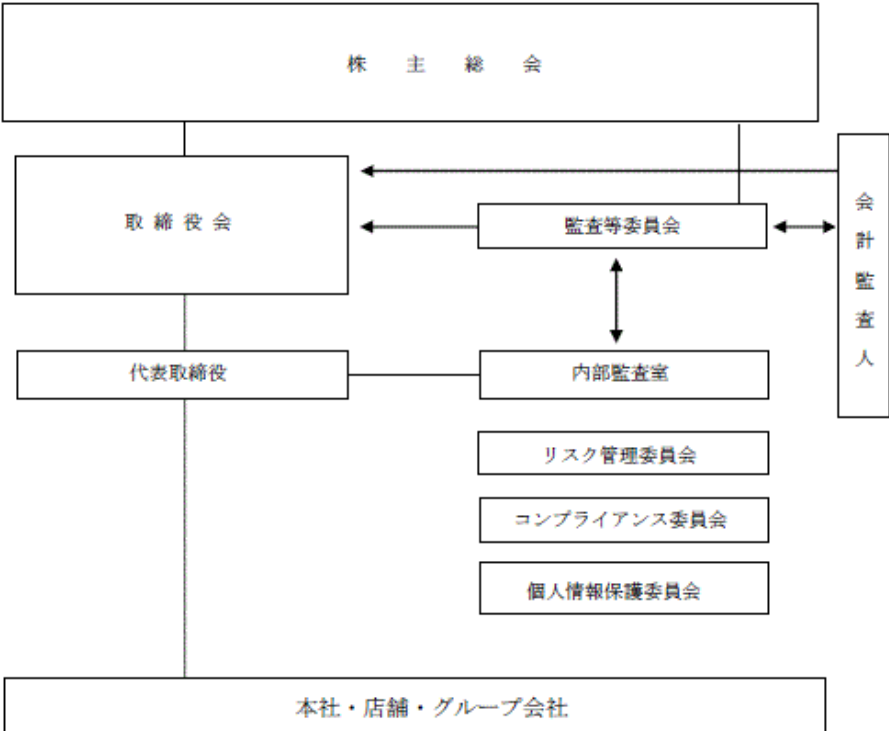 株主総会
取締役会
監査等委員会
会計監査人
代表取締役
内部監査室
リスク管理委員会
コンプライアンス委員会
個人情報保護委員会
本社・店舗・グループ会社